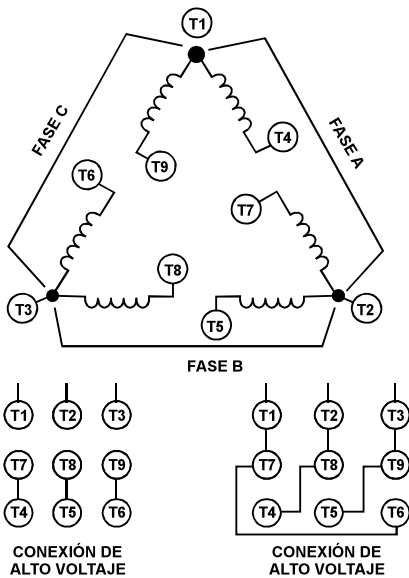 T1
FASE C
FASE A
T4
T9
T6
T7
T8
T3
T5
T2
FASE B
T1 T2 T3
T7 T8 T9
T4 T5 T6
CONEXIÓN DE
ALTO VOLTAJE
T1 T2 T3
T7 T8 T9
T4 T5 T6
CONEXIÓN DE
ALTO VOLTAJE